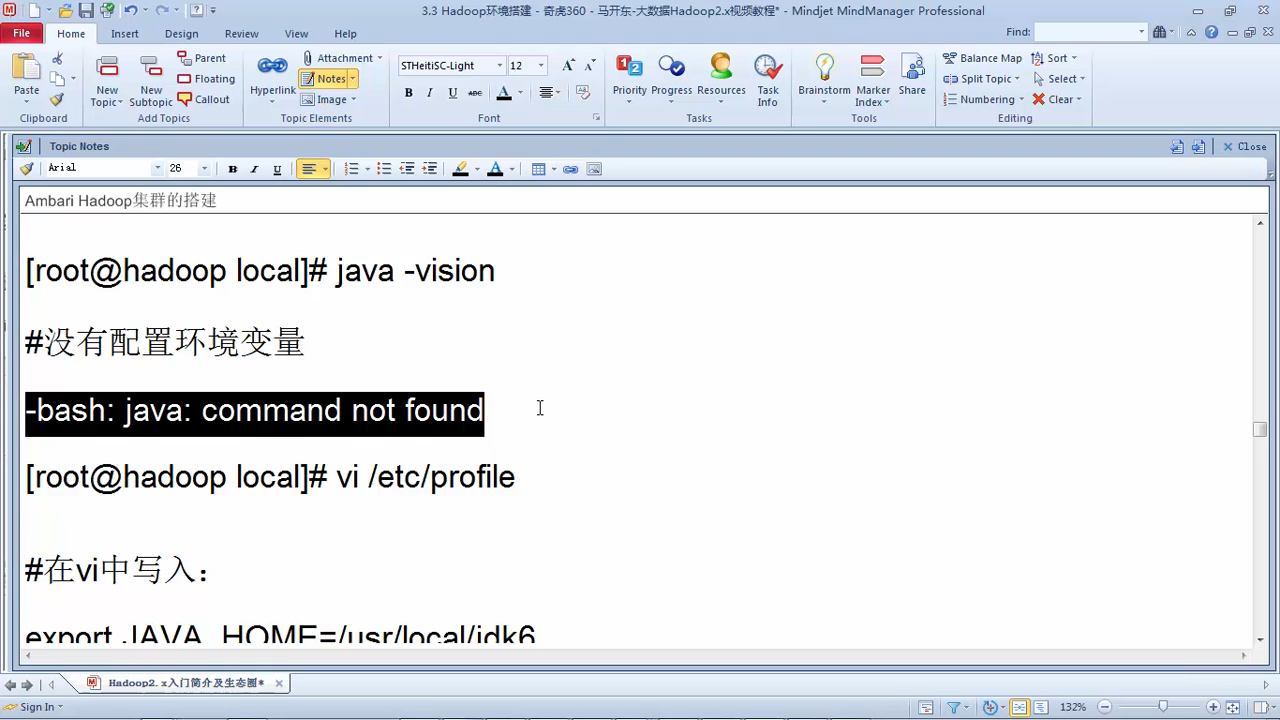 3.3 Hadoop环境搭建 - 奇虎360 - 马开东-大数据Hadoop2.x视频教程* - Mindjet MindManager Professional
File Home Insert Design Review View Help Find:
Paste
Clipboard
New Topic
New Subtopic
Parent
Floating
Callout
Add Topics
Hyperlink
Attachment
Notes
Image
Topic Elements
STHeitiSC-Light 12
B I U abc A
Font
Priority Progress Resources Task Info
Tasks
Brainstorm Marker Index Share
Tools
Balance Map Sort
Split Topic Select
Numbering Clear
Editing
Topic Notes Close
Arial 26 B I U A
Ambari Hadoop集群的搭建
[root@hadoop local]# java -vision
#没有配置环境变量
-bash: java: command not found
[root@hadoop local]# vi /etc/profile
#在vi中写入：
export JAVA_HOME=/usr/local/jdk6
Hadoop2.x入门简介及生态圈*
Sign In 132%